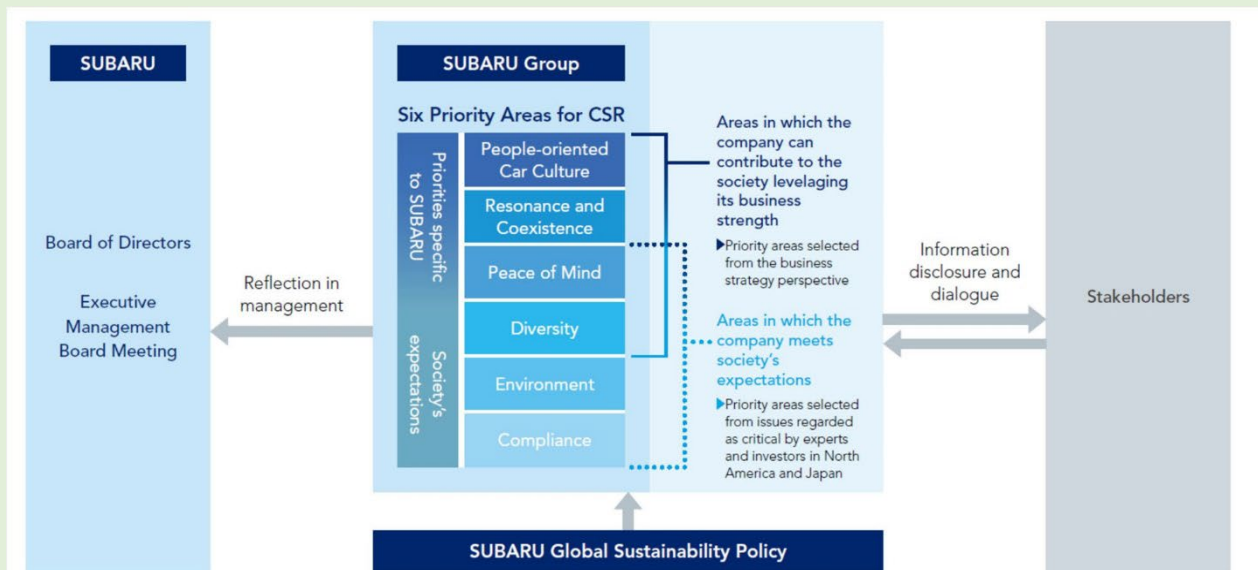 SUBARU
Board of Directors
Executive
Management
Board Meeting
Reflection in
management
SUBARU Group
Six Priority Areas for CSR
Priorities specific
to SUBARU
Society's
expectations
People-oriented
Car Culture
Resonance and
Coexistence
Peace of Mind
Diversity
Environment
Compliance
Areas in which the
company can
contribute to the
society levelaging
its business
strength
▶Priority areas selected
from the business
strategy perspective
Areas in which the
company meets
society's
expectations
▶Priority areas selected
from issues regarded
as critical by experts
and investors in North
America and Japan
Information
disclosure and
dialogue
Stakeholders
SUBARU Global Sustainability Policy